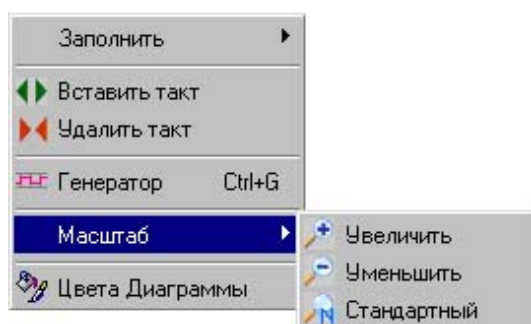 Заполнить
Вставить такт
Удалить такт
Генератор Ctrl+G
Масштаб
Увеличить
Уменьшить
Цвета Диаграммы
Стандартный